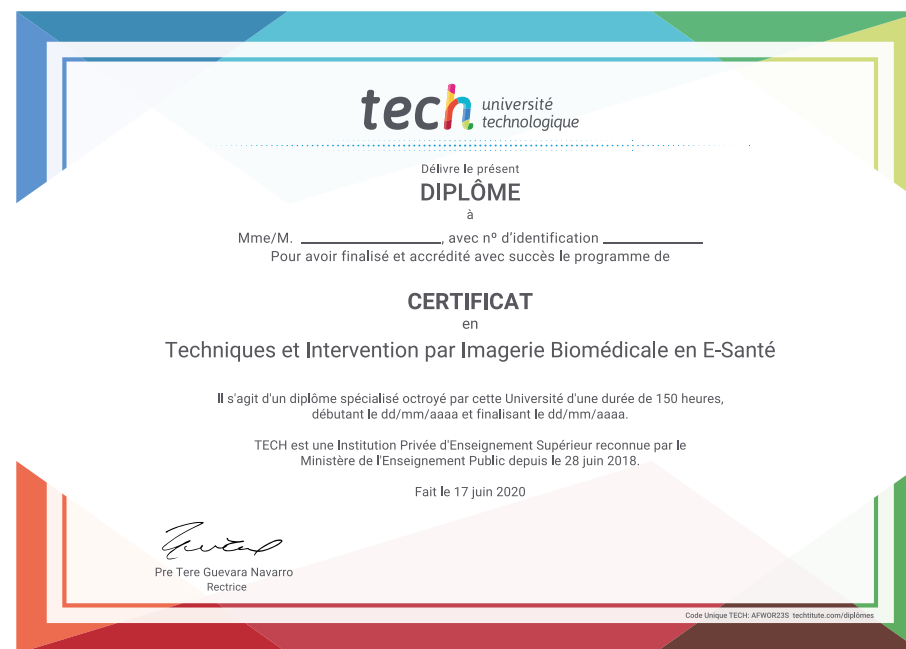 tech université
technologique
Délivre le présent
DIPLÔME
à
Mme/M. ____________________, avec nº d'identification ______________
Pour avoir finalisé et accrédité avec succès le programme de
CERTIFICAT
en
Techniques et Intervention par Imagerie Biomédicale en E-Santé
Il s'agit d'un diplôme spécialisé octroyé par cette Université d'une durée de 150 heures,
débutant le dd/mm/aaaa et finalisant le dd/mm/aaaa.
TECH est une Institution Privée d'Enseignement Supérieur reconnue par le
Ministère de l'Enseignement Public depuis le 28 juin 2018.
Fait le 17 juin 2020
Pre Tere Guevara Navarro
Rectrice
Code Unique TECH: AFWOR23S techtitute.com/diplômes